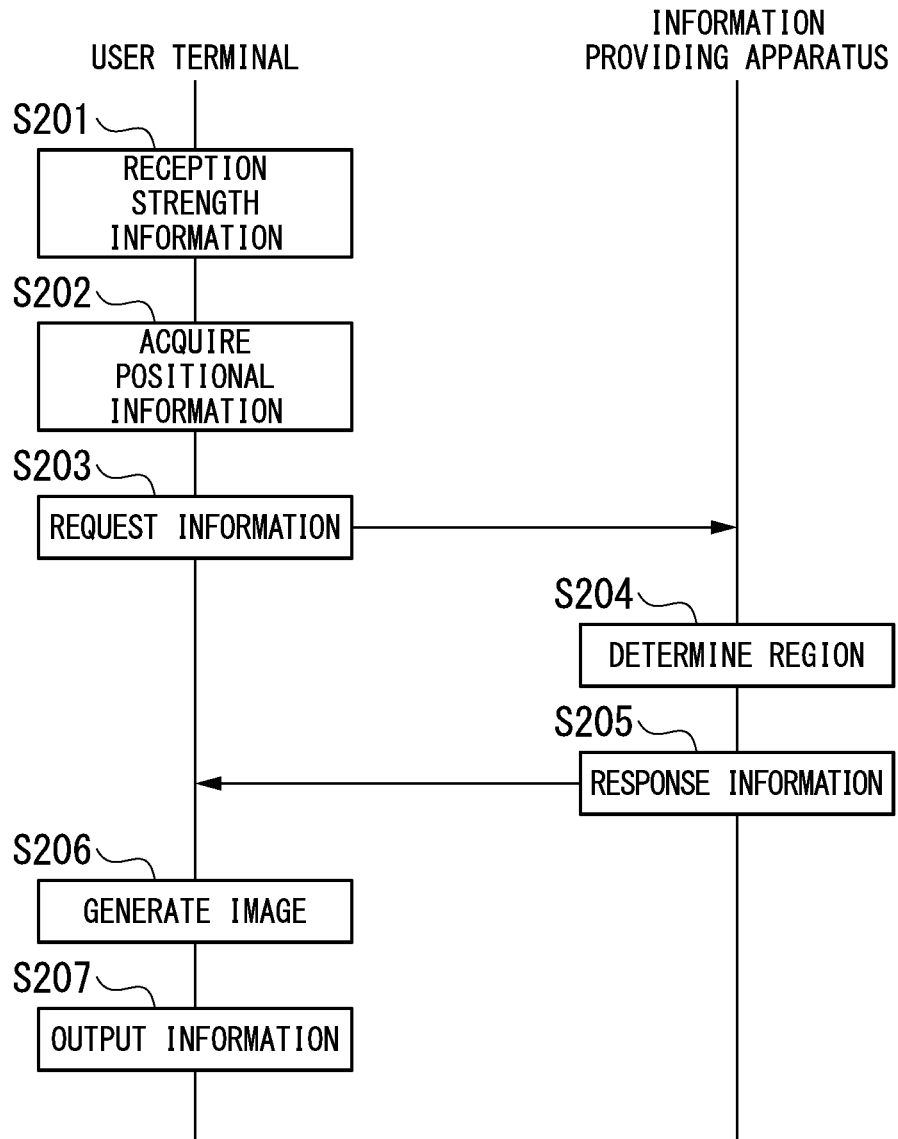 USER TERMINAL
INFORMATION
PROVIDING APPARATUS
S201
RECEPTION
STRENGTH
INFORMATION
S202
ACQUIRE
POSITIONAL
INFORMATION
S203
REQUEST INFORMATION
S204
DETERMINE REGION
S205
RESPONSE INFORMATION
S206
GENERATE IMAGE
S207
OUTPUT INFORMATION